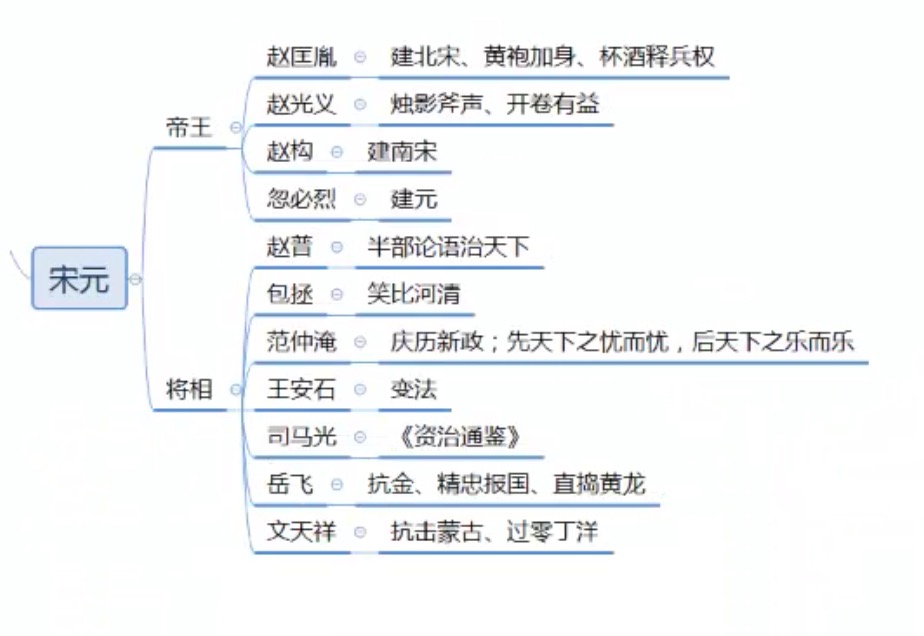 赵匡胤 建北宋、黄袍加身、杯酒释兵权
赵光义 烛影斧声、开卷有益
帝王
赵构 建南宋
忽必烈 建元
赵普 半部论语治天下
宋元
包拯 笑比河清
范仲淹 庆历新政；先天下之忧而忧，后天下之乐而乐
将相
王安石 变法
司马光 《资治通鉴》
岳飞 抗金、精忠报国、直捣黄龙
文天祥 抗击蒙古、过零丁洋